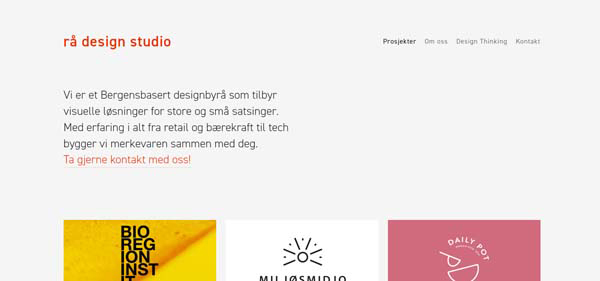 rå design studio
Prosjekter Om oss Design Thinking Kontakt
Vi er et Bergensbasert designbyrå som tilbyr
visuelle løsninger for store og små satsinger.
Med erfaring i alt fra retail og bærekraft til tech
bygger vi merkevaren sammen med deg.
Ta gjerne kontakt med oss!
BIO
REG
ION
INST
IT
MILJØSMIDJO
DAILY POT